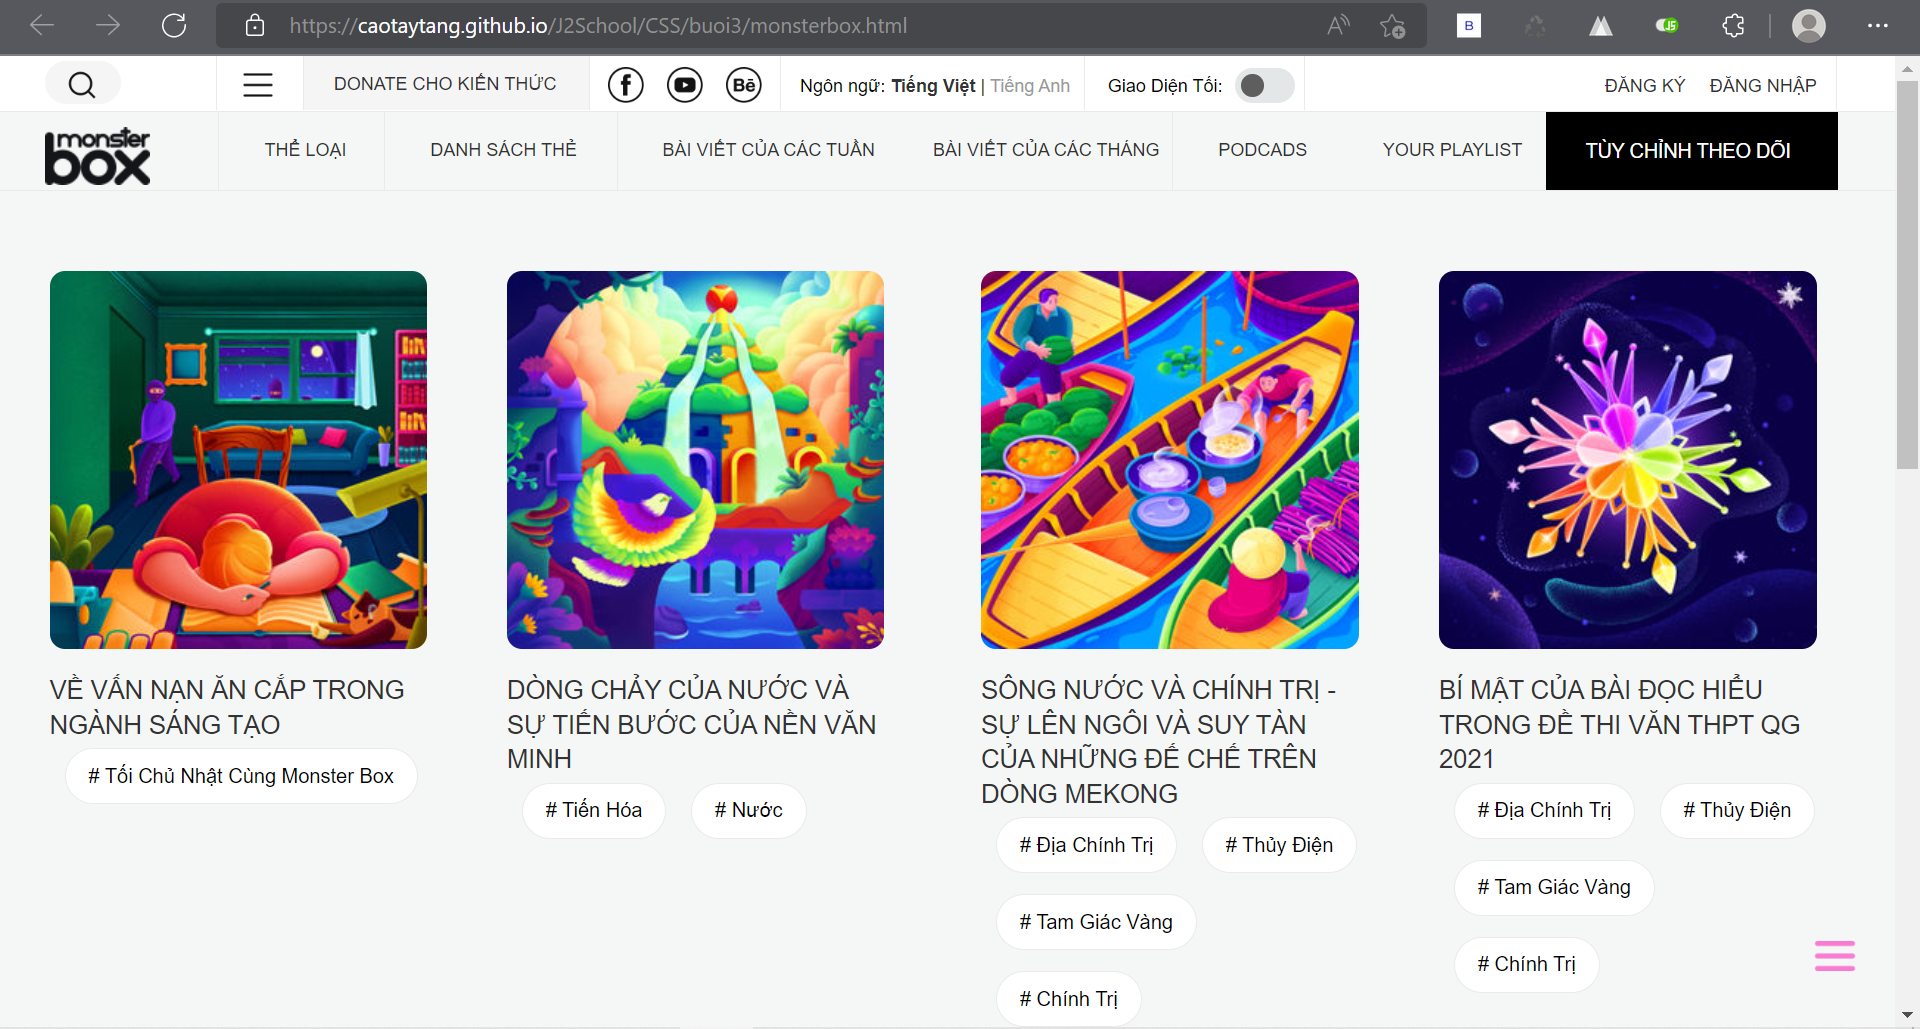 https://caotaytang.github.io/J2School/CSS/buoi3/monsterbox.html
DONATE CHO KIẾN THỨC
Bē
Ngôn ngữ: Tiếng Việt | Tiếng Anh
Giao Diện Tối:
ĐĂNG KÝ
ĐĂNG NHẬP
monster
box
THỂ LOẠI
DANH SÁCH THẺ
BÀI VIẾT CỦA CÁC TUẦN
BÀI VIẾT CỦA CÁC THÁNG
PODCADS
YOUR PLAYLIST
TÙY CHỈNH THEO DÕI
VỀ VẤN NẠN ĂN CẮP TRONG
NGÀNH SÁNG TẠO
# Tối Chủ Nhật Cùng Monster Box
DÒNG CHẢY CỦA NƯỚC VÀ
SỰ TIẾN BƯỚC CỦA NỀN VĂN
MINH
# Tiến Hóa
# Nước
SÔNG NƯỚC VÀ CHÍNH TRỊ -
SỰ LÊN NGÔI VÀ SUY TÀN
CỦA NHỮNG ĐẾ CHẾ TRÊN
DÒNG MEKONG
# Địa Chính Trị
# Thủy Điện
# Tam Giác Vàng
# Chính Trị
BÍ MẬT CỦA BÀI ĐỌC HIỂU
TRONG ĐỀ THI VĂN THPT QG
2021
# Địa Chính Trị
# Thủy Điện
# Tam Giác Vàng
# Chính Trị